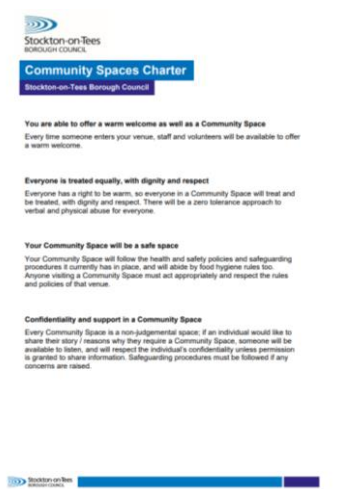 Stockton-on-Tees
BOROUGH COUNCIL
Community Spaces Charter
Stockton-on-Tees Borough Council
You are able to offer a warm welcome as well as a Community Space
Every time someone enters your venue, staff and volunteers will be available to offer
a warm welcome.
Everyone is treated equally, with dignity and respect
Everyone has a right to be warm, so everyone in a Community Space will treat and
be treated, with dignity and respect. There will be a zero tolerance approach to
verbal and physical abuse for everyone.
Your Community Space will be a safe space
Your Community Space will follow the health and safety policies and safeguarding
procedures it currently has in place, and will abide by food hygiene rules too.
Anyone visiting a Community Space must act appropriately and respect the rules
and policies of that venue.
Confidentiality and support in a Community Space
Every Community Space is a non-judgemental space; if an individual would like to
share their story / reasons why they require a Community Space, someone will be
available to listen, and will respect the individual's confidentiality unless permission
is granted to share information. Safeguarding procedures must be followed if any
concerns are raised.
Stockton-on-Tees
BOROUGH COUNCIL